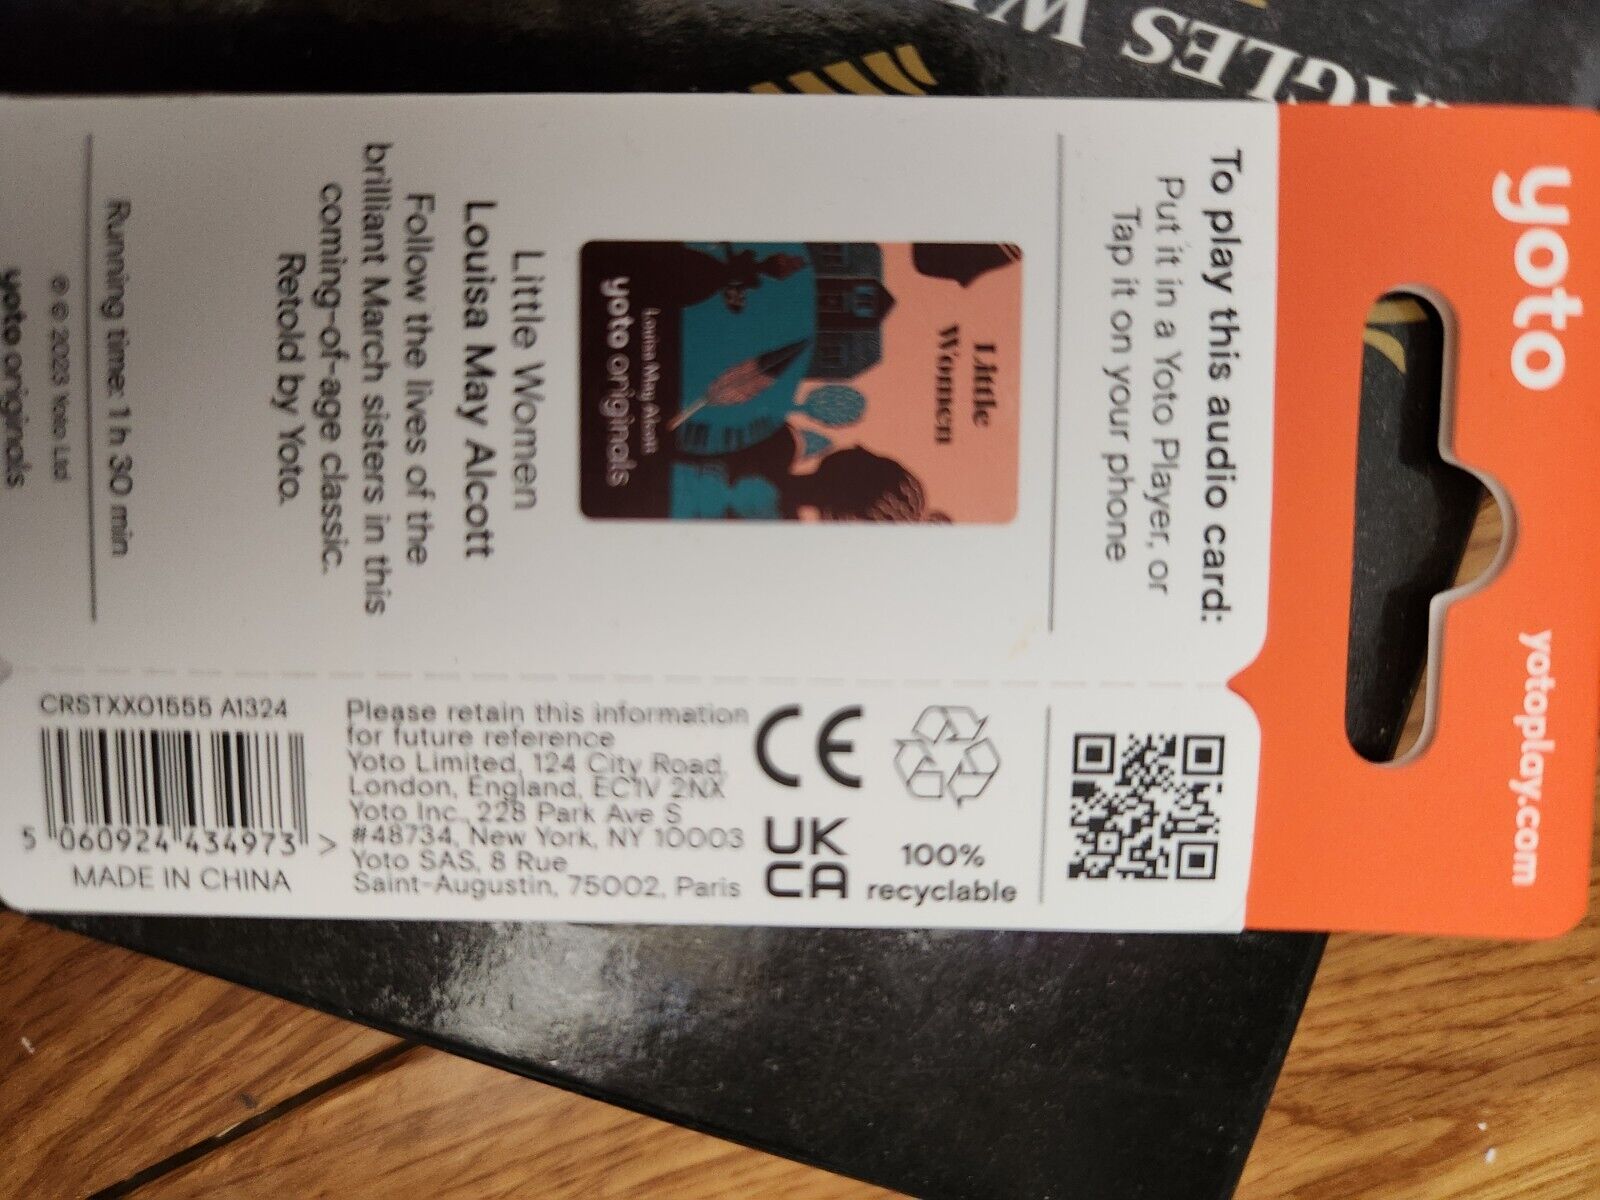 yoto
yotoplay.com
To play this audio card:
Put it in a Yoto Player, or
Tap it on your phone
Little
Women
Louisa May Alcott
yoto originals
Little Women
Louisa May Alcott
Follow the lives of the
brilliant March sisters in this
coming-of-age classic.
Retold by Yoto.
Running time: 1 h 30 min
℗ © 2023 Yoto Ltd
yoto originals
CRSTXX01555 A1324
5 060924 434973 >
MADE IN CHINA
Please retain this information
for future reference
Yoto Limited, 124 City Road,
London, England, EC1V 2NX
Yoto Inc., 228 Park Ave S
#48734, New York, NY 10003
Yoto SAS, 8 Rue
Saint-Augustin, 75002, Paris
CE
UK
CA
100%
recyclable